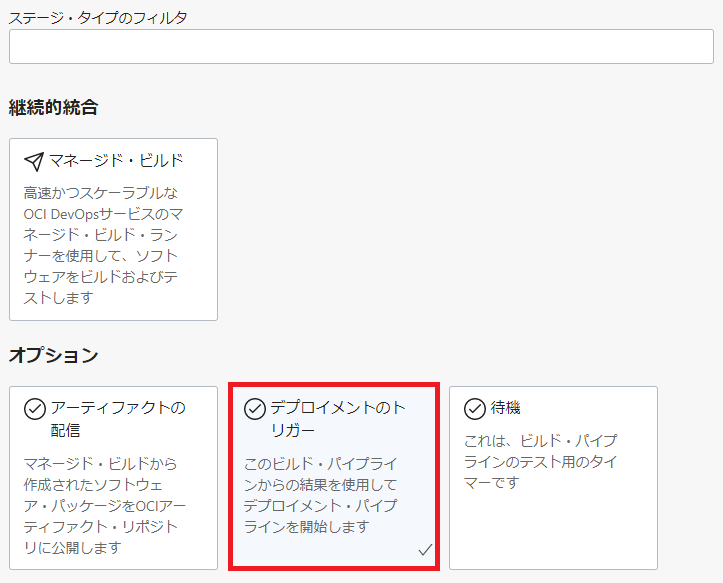 ステージ・タイプのフィルタ
継続的統合
マネージド・ビルド
高速かつスケーラブルな
OCI DevOpsサービスのマ
ネージド・ビルド・ラン
ナーを使用して、ソフト
ウェアをビルドおよびテ
ストします
オプション
アーティファクトの
配信
マネージド・ビルドから
作成されたソフトウェ
ア・パッケージをOCIアー
ティファクト・リポジト
リに公開します
デプロイメントのト
リガー
このビルド・パイプライ
ンからの結果を使用して
デプロイメント・パイプ
ラインを開始します
待機
これは、ビルド・パイプ
ラインのテスト用のタイ
マーです